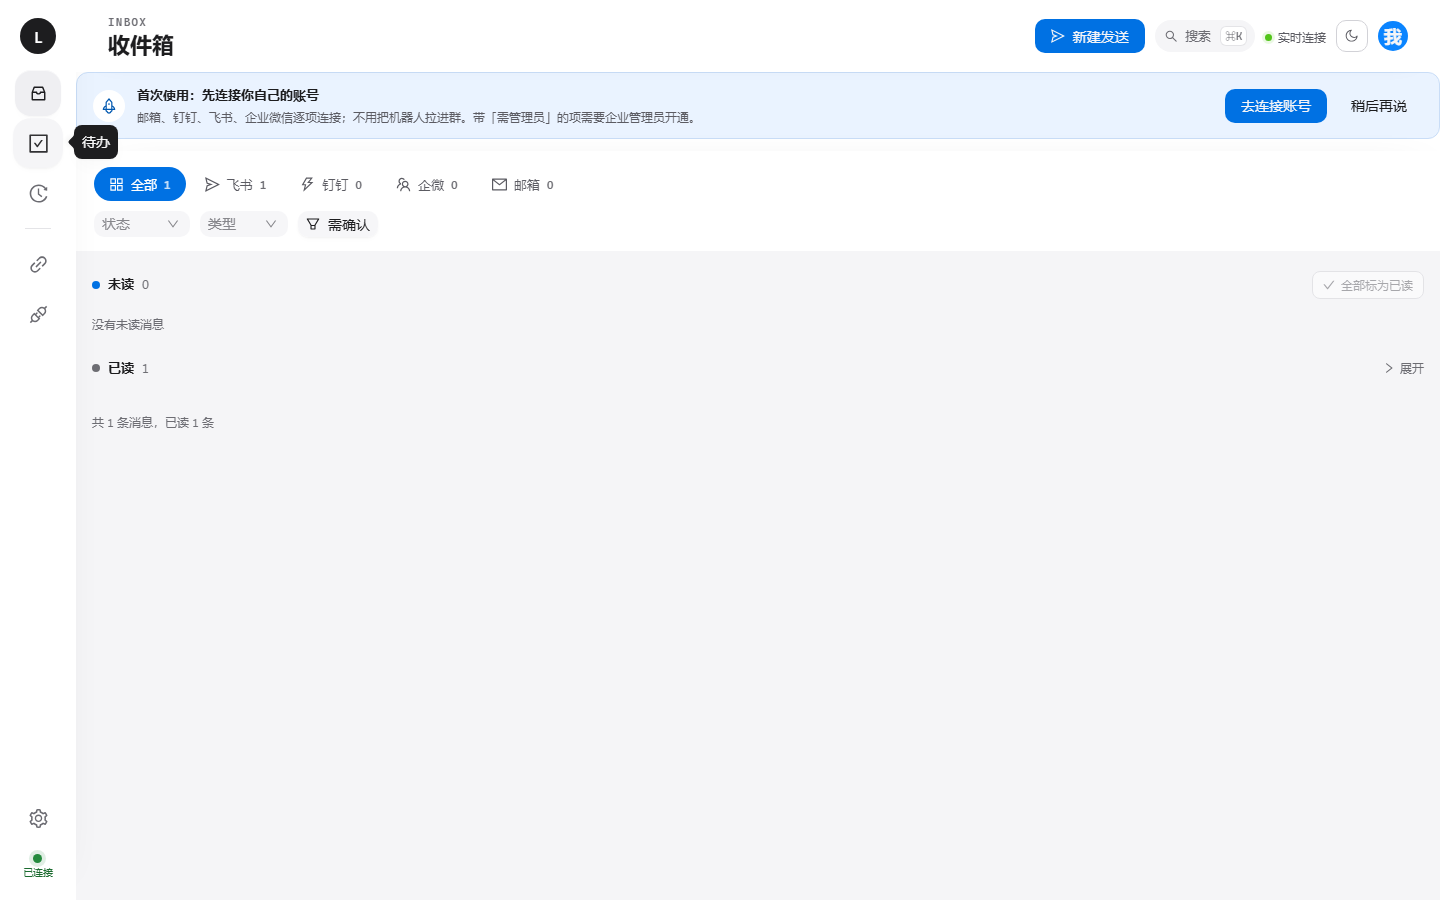 L
INBOX
收件箱
新建发送
搜索 ⌘K
实时连接
我
首次使用：先连接你自己的账号
邮箱、钉钉、飞书、企业微信逐项连接；不用把机器人拉进群。带「需管理员」的项需要企业管理员开通。
去连接账号
稍后再说
待办
全部 1
飞书 1
钉钉 0
企微 0
邮箱 0
状态
类型
需确认
未读 0
全部标为已读
没有未读消息
已读 1
展开
共 1 条消息，已读 1 条
已连接